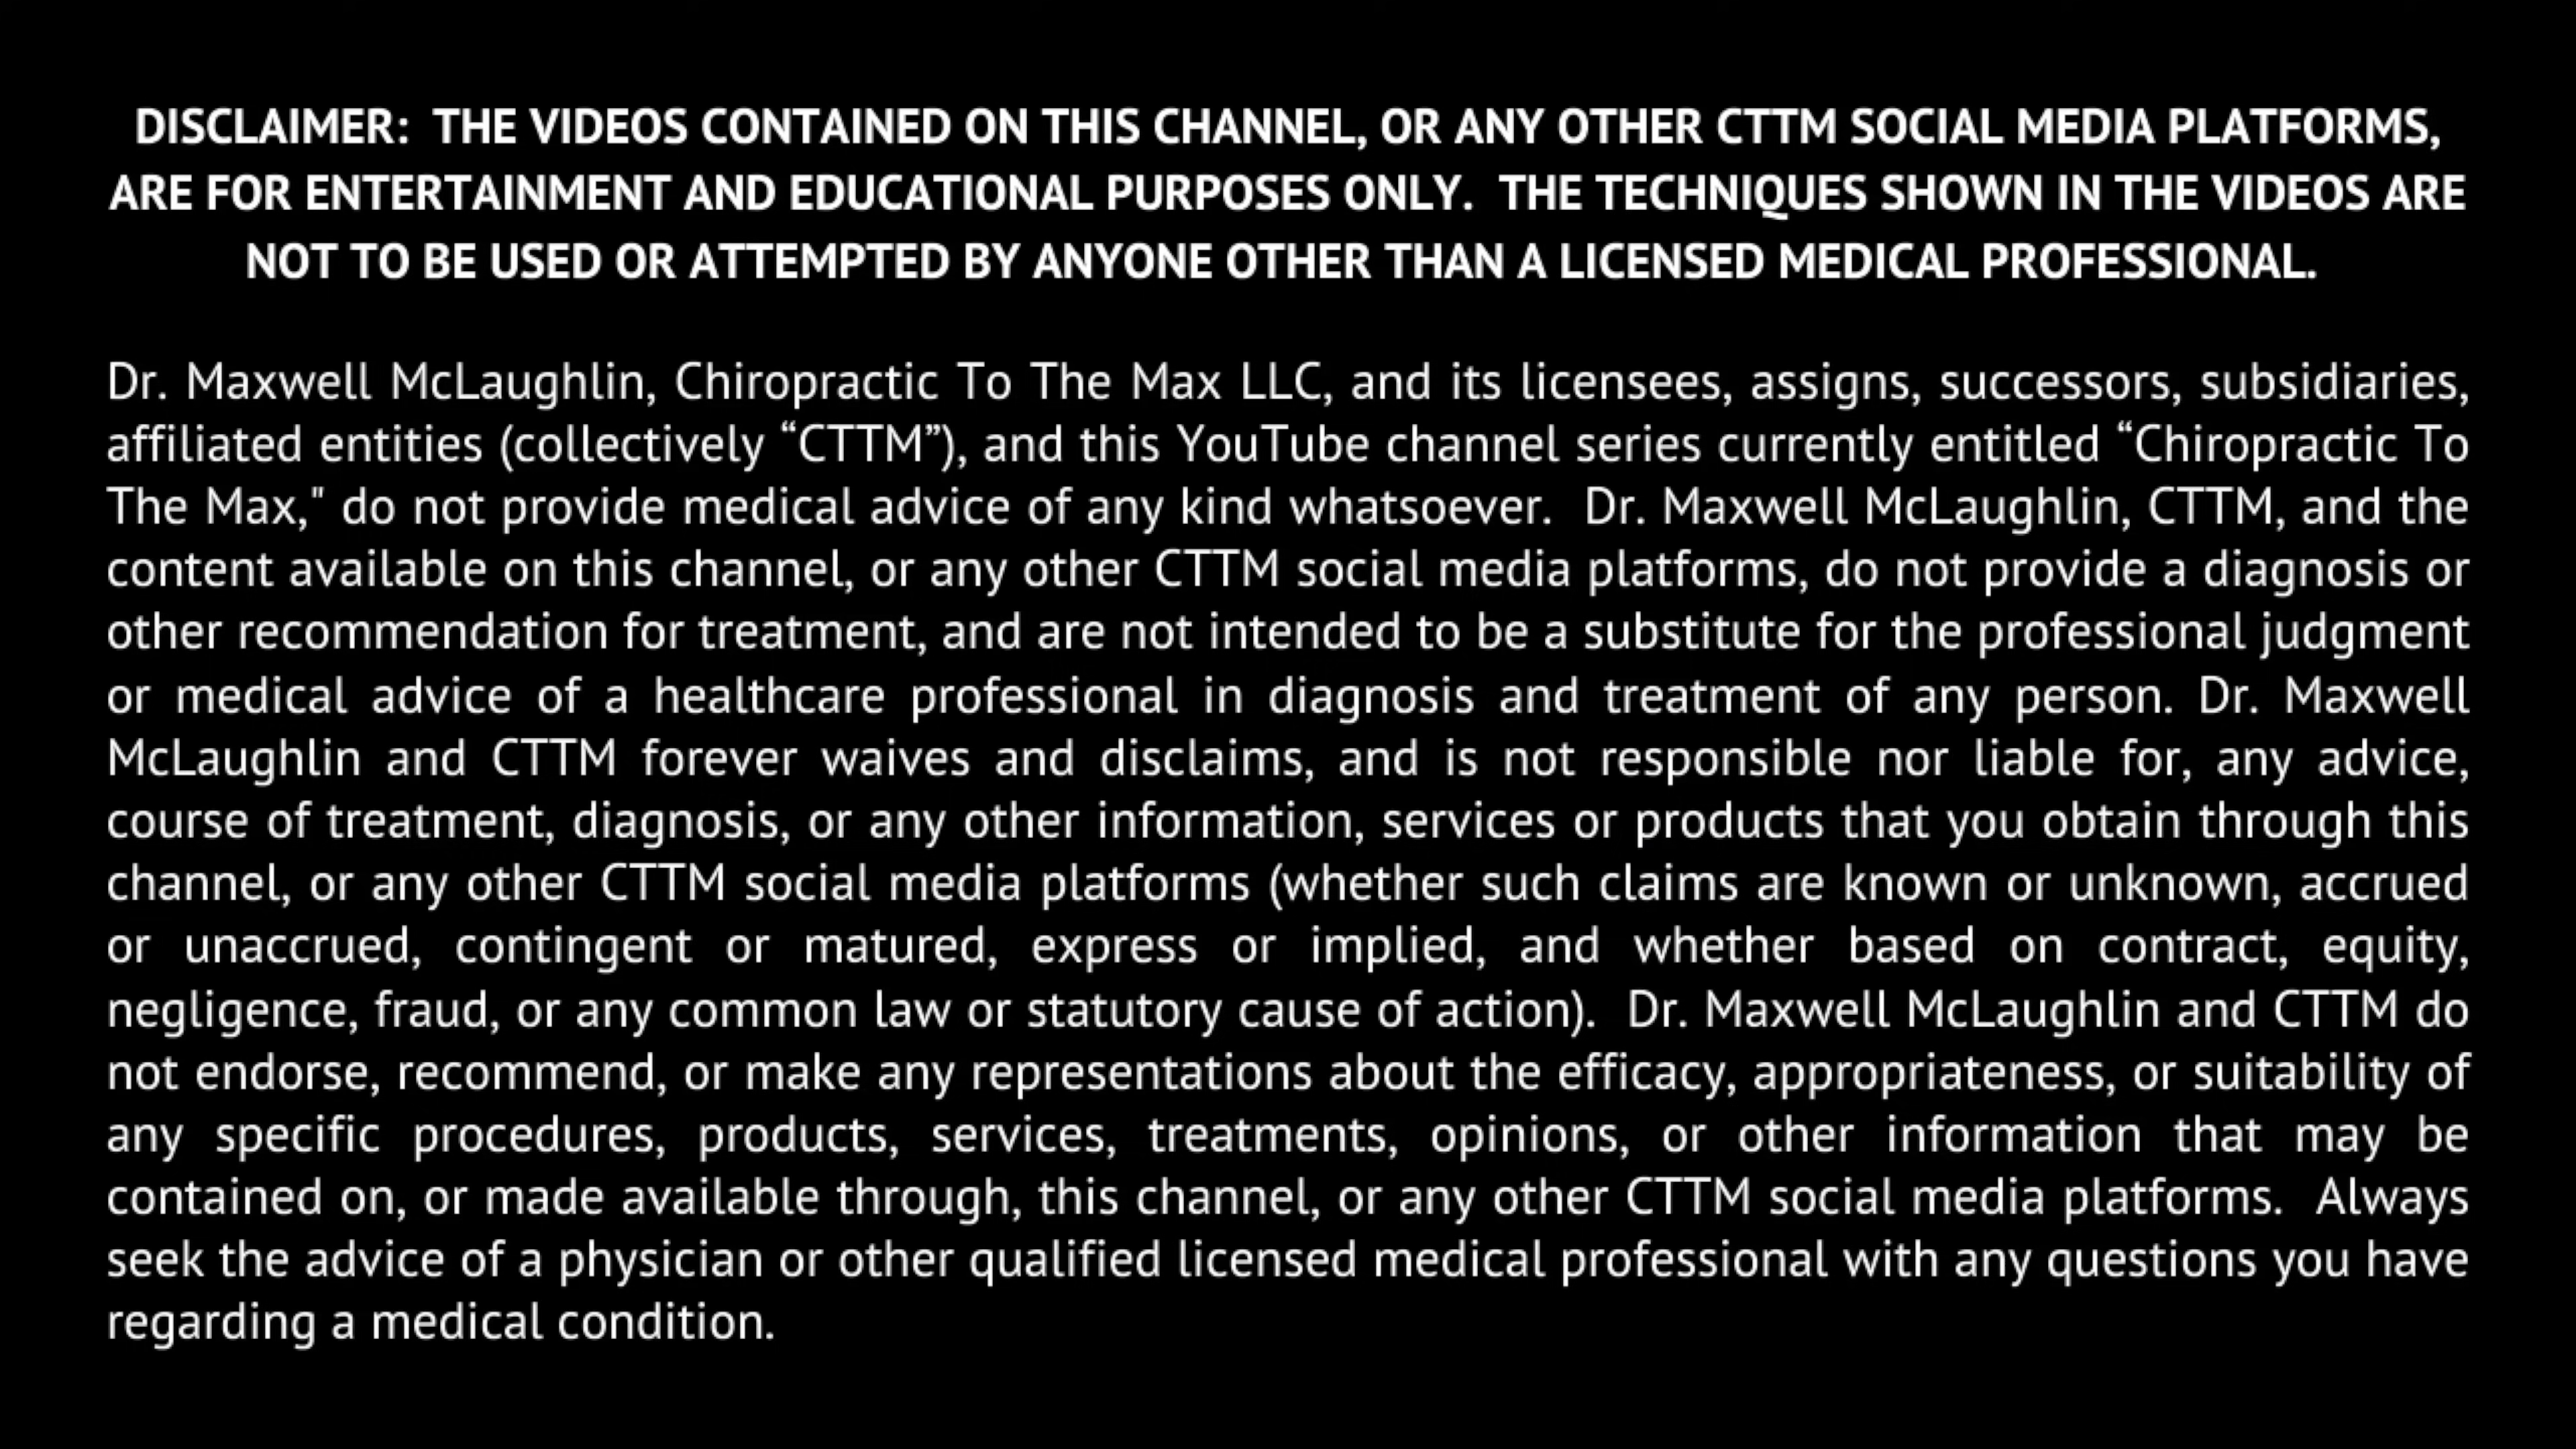 DISCLAIMER:  THE VIDEOS CONTAINED ON THIS CHANNEL, OR ANY OTHER CTTM SOCIAL MEDIA PLATFORMS,
ARE FOR ENTERTAINMENT AND EDUCATIONAL PURPOSES ONLY.  THE TECHNIQUES SHOWN IN THE VIDEOS ARE
NOT TO BE USED OR ATTEMPTED BY ANYONE OTHER THAN A LICENSED MEDICAL PROFESSIONAL.
Dr. Maxwell McLaughlin, Chiropractic To The Max LLC, and its licensees, assigns, successors, subsidiaries,
affiliated entities (collectively “CTTM”), and this YouTube channel series currently entitled “Chiropractic To
The Max," do not provide medical advice of any kind whatsoever.  Dr. Maxwell McLaughlin, CTTM, and the
content available on this channel, or any other CTTM social media platforms, do not provide a diagnosis or
other recommendation for treatment, and are not intended to be a substitute for the professional judgment
or medical advice of a healthcare professional in diagnosis and treatment of any person. Dr. Maxwell
McLaughlin and CTTM forever waives and disclaims, and is not responsible nor liable for, any advice,
course of treatment, diagnosis, or any other information, services or products that you obtain through this
channel, or any other CTTM social media platforms (whether such claims are known or unknown, accrued
or unaccrued, contingent or matured, express or implied, and whether based on contract, equity,
negligence, fraud, or any common law or statutory cause of action).  Dr. Maxwell McLaughlin and CTTM do
not endorse, recommend, or make any representations about the efficacy, appropriateness, or suitability of
any specific procedures, products, services, treatments, opinions, or other information that may be
contained on, or made available through, this channel, or any other CTTM social media platforms.  Always
seek the advice of a physician or other qualified licensed medical professional with any questions you have
regarding a medical condition.